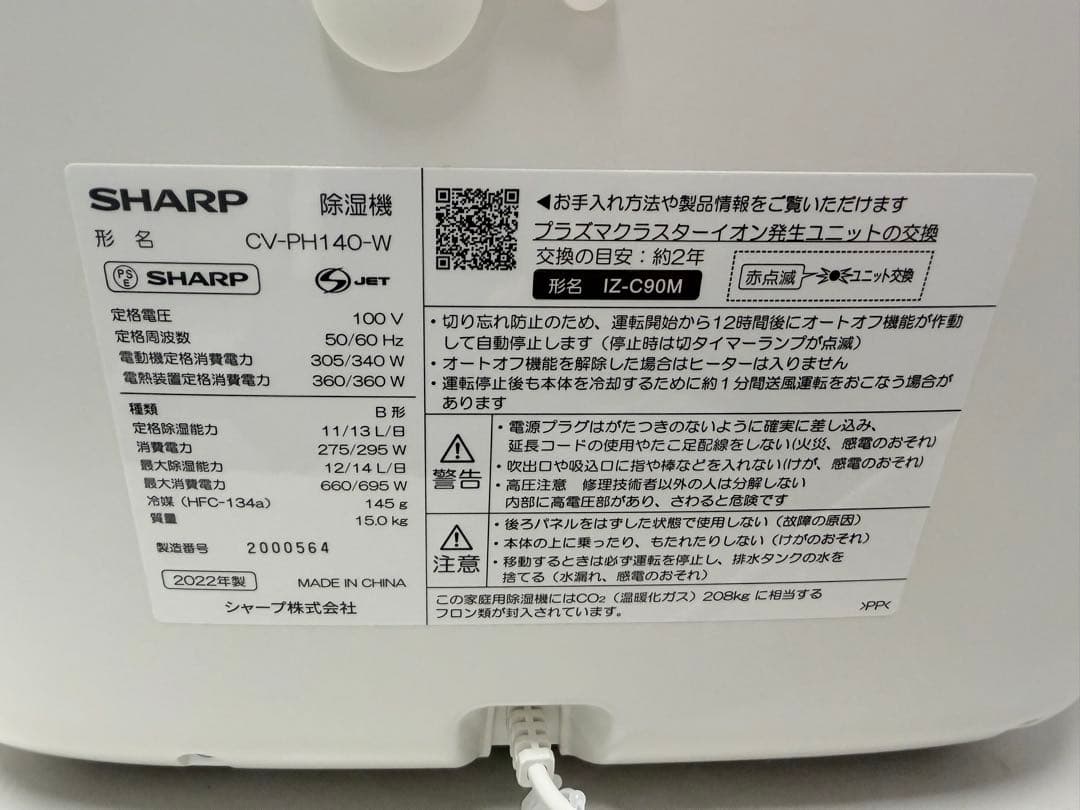 SHARP 除湿機
形名 CV-PH140-W
PSE SHARP S JET
定格電圧 100 V
定格周波数 50/60 Hz
電動機定格消費電力 305/340 W
電熱装置定格消費電力 360/360 W
種類 B 形
定格除湿能力 11/13 L/日
消費電力 275/295 W
最大除湿能力 12/14 L/日
最大消費電力 660/695 W
冷媒（HFC-134a） 145 g
質量 15.0 kg
製造番号 2000564
2022年製 MADE IN CHINA
シャープ株式会社
◀お手入れ方法や製品情報をご覧いただけます
プラズマクラスターイオン発生ユニットの交換
交換の目安：約2年
形名 IZ-C90M
赤点滅 ユニット交換
・切り忘れ防止のため、運転開始から12時間後にオートオフ機能が作動
して自動停止します（停止時は切タイマーランプが点滅）
・オートオフ機能を解除した場合はヒーターは入りません
・運転停止後も本体を冷却するために約１分間送風運転をおこなう場合が
あります
警告
・電源プラグはがたつきのないように確実に差し込み、
延長コードの使用やたこ足配線をしない(火災、感電のおそれ)
・吹出口や吸込口に指や棒などを入れない(けが、感電のおそれ)
・高圧注意 修理技術者以外の人は分解しない
内部に高電圧部があり、さわると危険です
注意
・後ろパネルをはずした状態で使用しない（故障の原因）
・本体の上に乗ったり、もたれたりしない（けがのおそれ）
・移動するときは必ず運転を停止し、排水タンクの水を
捨てる（水漏れ、感電のおそれ）
この家庭用除湿機にはCO₂（温暖化ガス）208kg に相当する
フロン類が封入されています。
>PP<